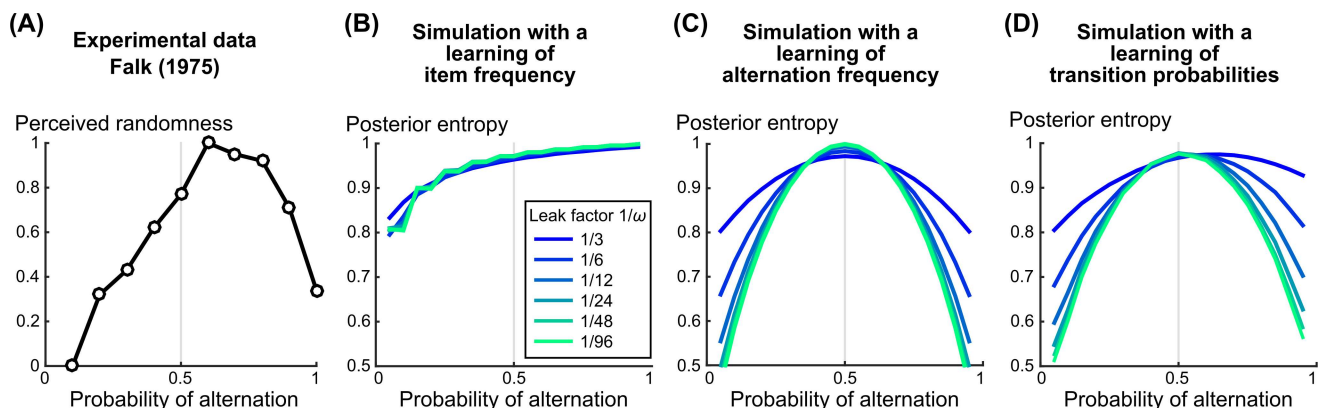 (A)
Experimental data
Falk (1975)
Perceived randomness
1
0.8
0.6
0.4
0.2
0
0
0.5
1
Probability of alternation
(B)
Simulation with a
learning of
item frequency
Posterior entropy
1
0.9
0.8
0.7
0.6
0.5
0
0.5
1
Probability of alternation
Leak factor 1/ω
1/3
1/6
1/12
1/24
1/48
1/96
(C)
Simulation with a
learning of
alternation frequency
Posterior entropy
1
0.9
0.8
0.7
0.6
0.5
0
0.5
1
Probability of alternation
(D)
Simulation with a
learning of
transition probabilities
Posterior entropy
1
0.9
0.8
0.7
0.6
0.5
0
0.5
1
Probability of alternation